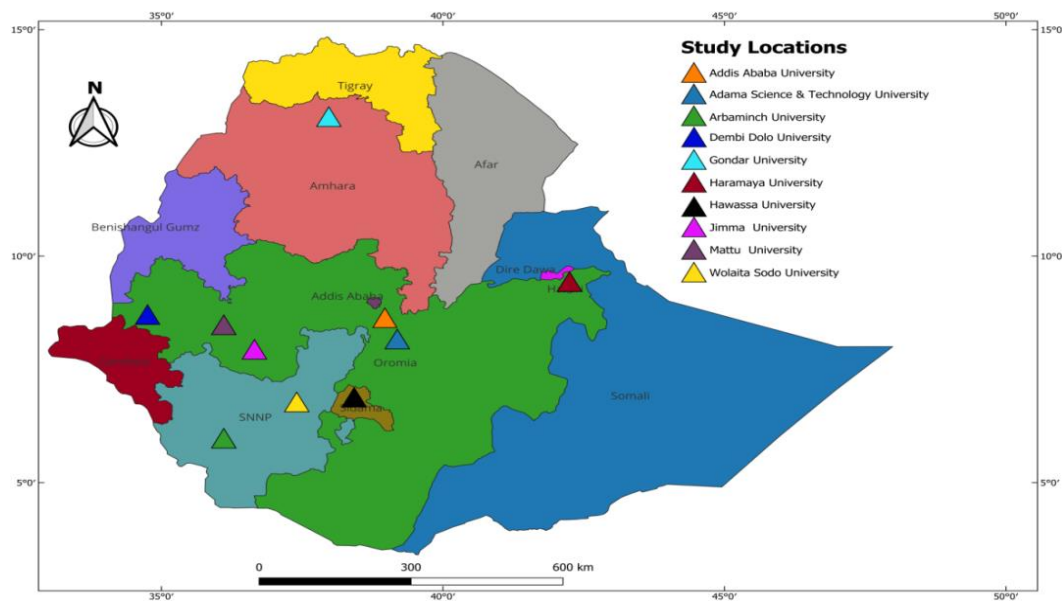 35°0'
40°0'
50°0'
15°0'
15°0'
Study Locations
Addis Ababa University
Adama Science & Technology University
Arbaminch University
Dembi Dolo University
Gondar University
Haramaya University
Hawassa University
Jimma University
Mattu University
Wolaita Sodo University
N
Tigray
Afar
Amhara
Benishangul Gumz
10°0'
10°0'
Dire Dawa
Addis Ababa
Oromia
Somali
SNNP
Sidama
5°0'
5°0'
0
300
600 km
35°0'
40°0'
45°0'
50°0'